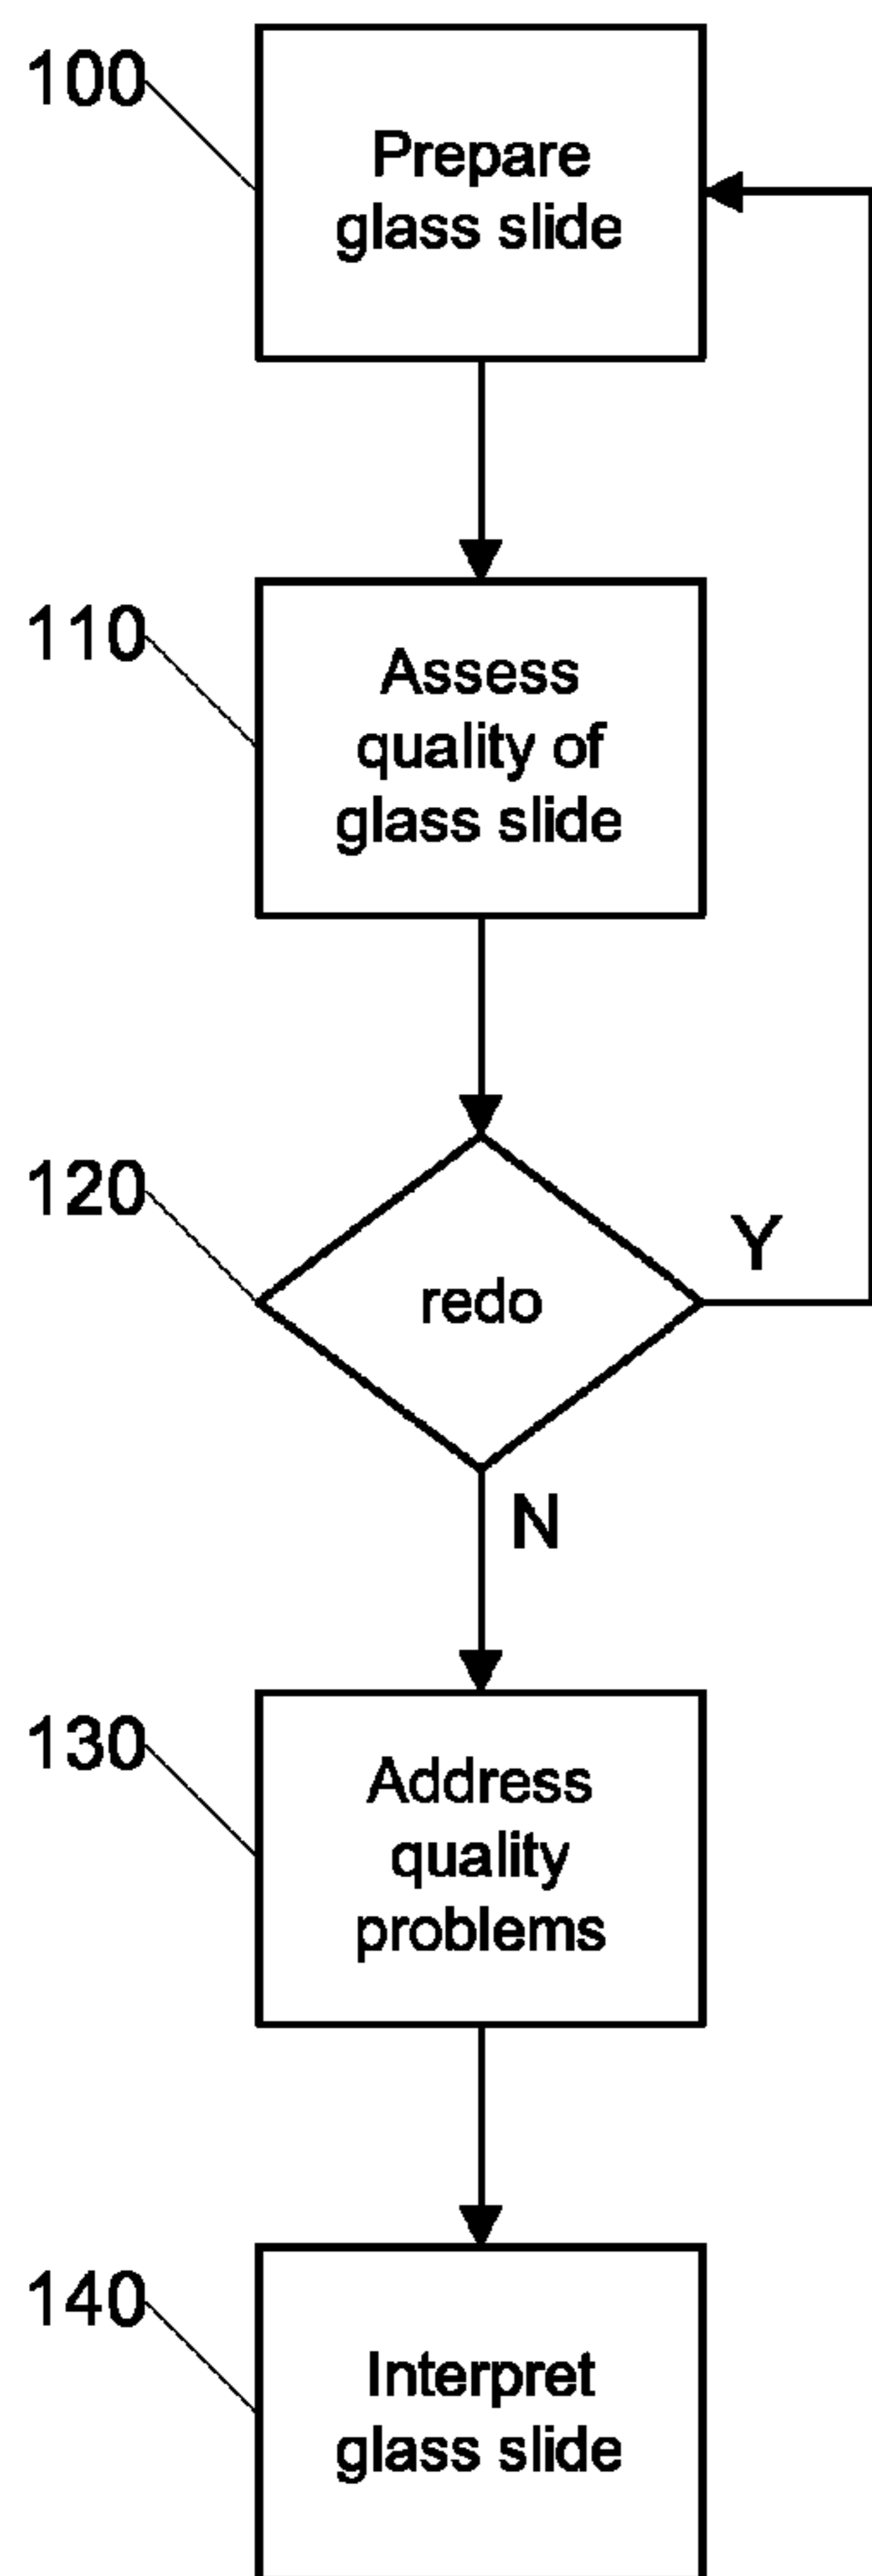 100
Prepare
glass slide
110
Assess
quality of
glass slide
120
redo
Y
N
130
Address
quality
problems
140
Interpret
glass slide